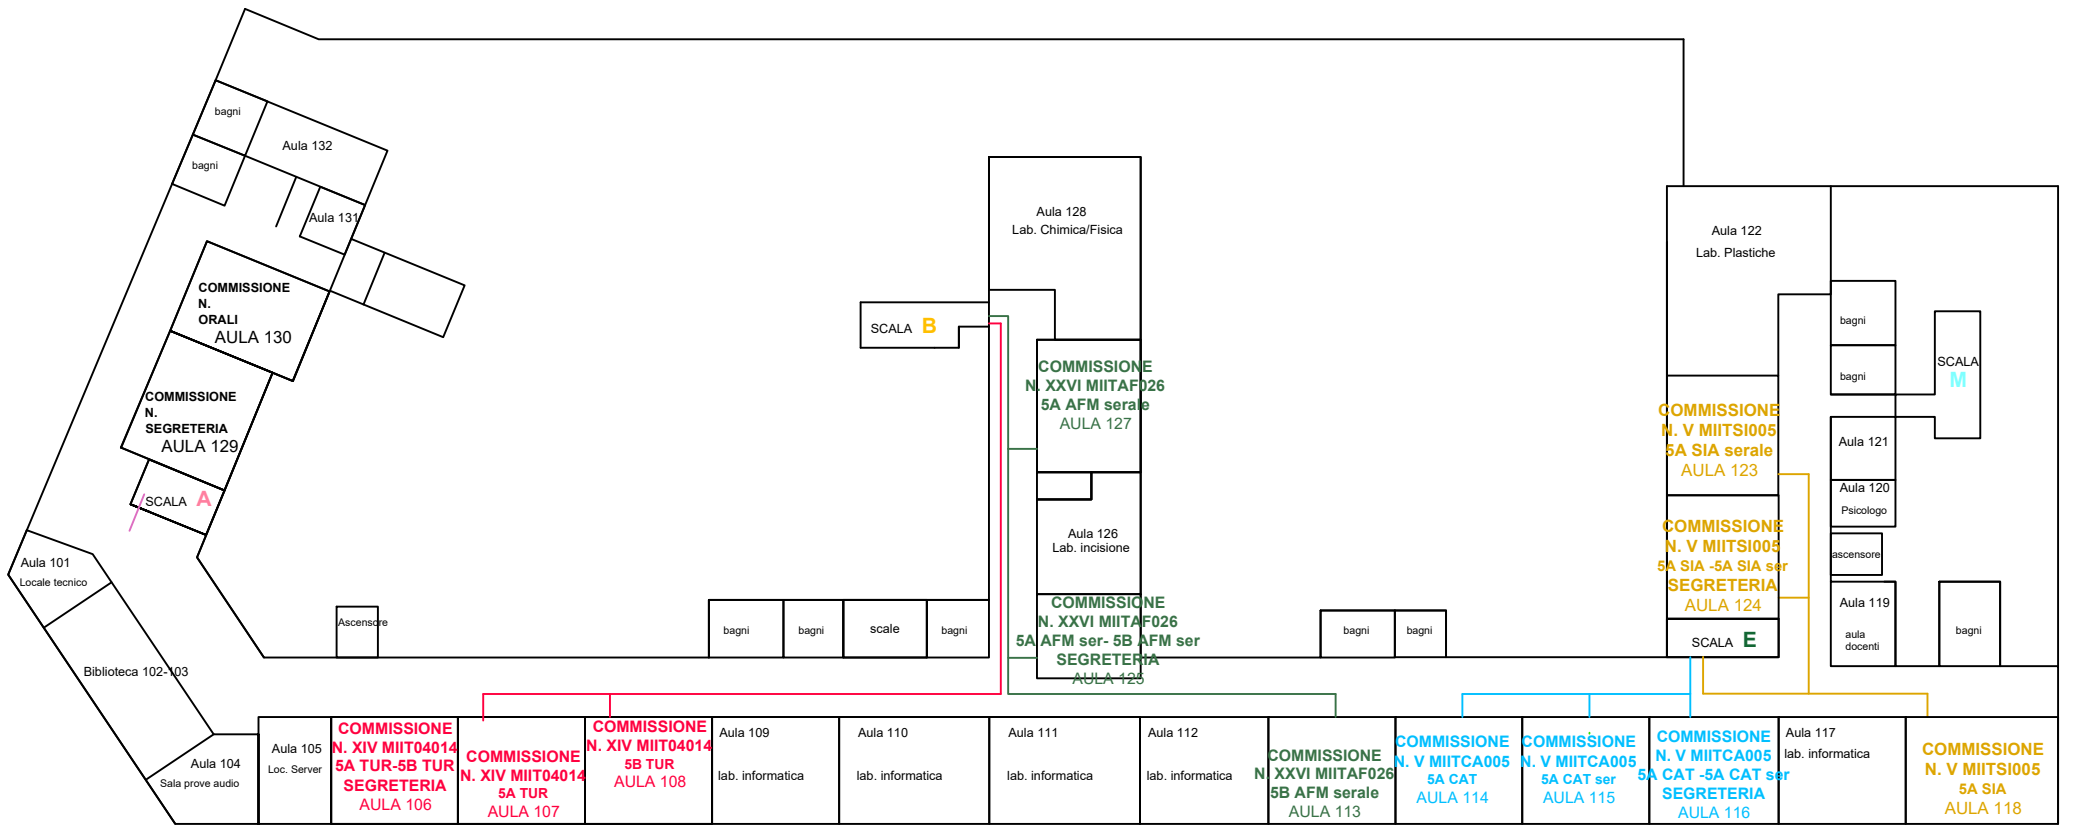 bagni
Aula 132
bagni
Aula 131
COMMISSIONE
N.
ORALI
AULA 130
COMMISSIONE
N.
SEGRETERIA
AULA 129
SCALA A
Aula 101
Locale tecnico
Biblioteca 102-103
Aula 104
Sala prove audio
Ascensore
bagni
bagni
scale
bagni
SCALA B
Aula 128
Lab. Chimica/Fisica
COMMISSIONE
N. XXVI MIITAF026
5A AFM serale
AULA 127
Aula 126
Lab. incisione
COMMISSIONE
N. XXVI MIITAF026
5A AFM ser- 5B AFM ser
SEGRETERIA
AULA 125
bagni
bagni
Aula 122
Lab. Plastiche
COMMISSIONE
N. V MIITSI005
5A SIA serale
AULA 123
COMMISSIONE
N. V MIITSI005
5A SIA -5A SIA ser
SEGRETERIA
AULA 124
SCALA E
bagni
bagni
SCALA
M
Aula 121
Aula 120
Psicologo
ascensore
Aula 119
aula
docenti
bagni
Aula 105
Loc. Server
COMMISSIONE
N. XIV MIIT04014
5A TUR-5B TUR
SEGRETERIA
AULA 106
COMMISSIONE
N. XIV MIIT04014
5A TUR
AULA 107
COMMISSIONE
N. XIV MIIT04014
5B TUR
AULA 108
Aula 109
lab. informatica
Aula 110
lab. informatica
Aula 111
lab. informatica
Aula 112
lab. informatica
COMMISSIONE
N. XXVI MIITAF026
5B AFM serale
AULA 113
COMMISSIONE
N. V MIITCA005
5A CAT
AULA 114
COMMISSIONE
N. V MIITCA005
5A CAT ser
AULA 115
COMMISSIONE
N. V MIITCA005
5A CAT -5A CAT ser
SEGRETERIA
AULA 116
Aula 117
lab. informatica
COMMISSIONE
N. V MIITSI005
5A SIA
AULA 118